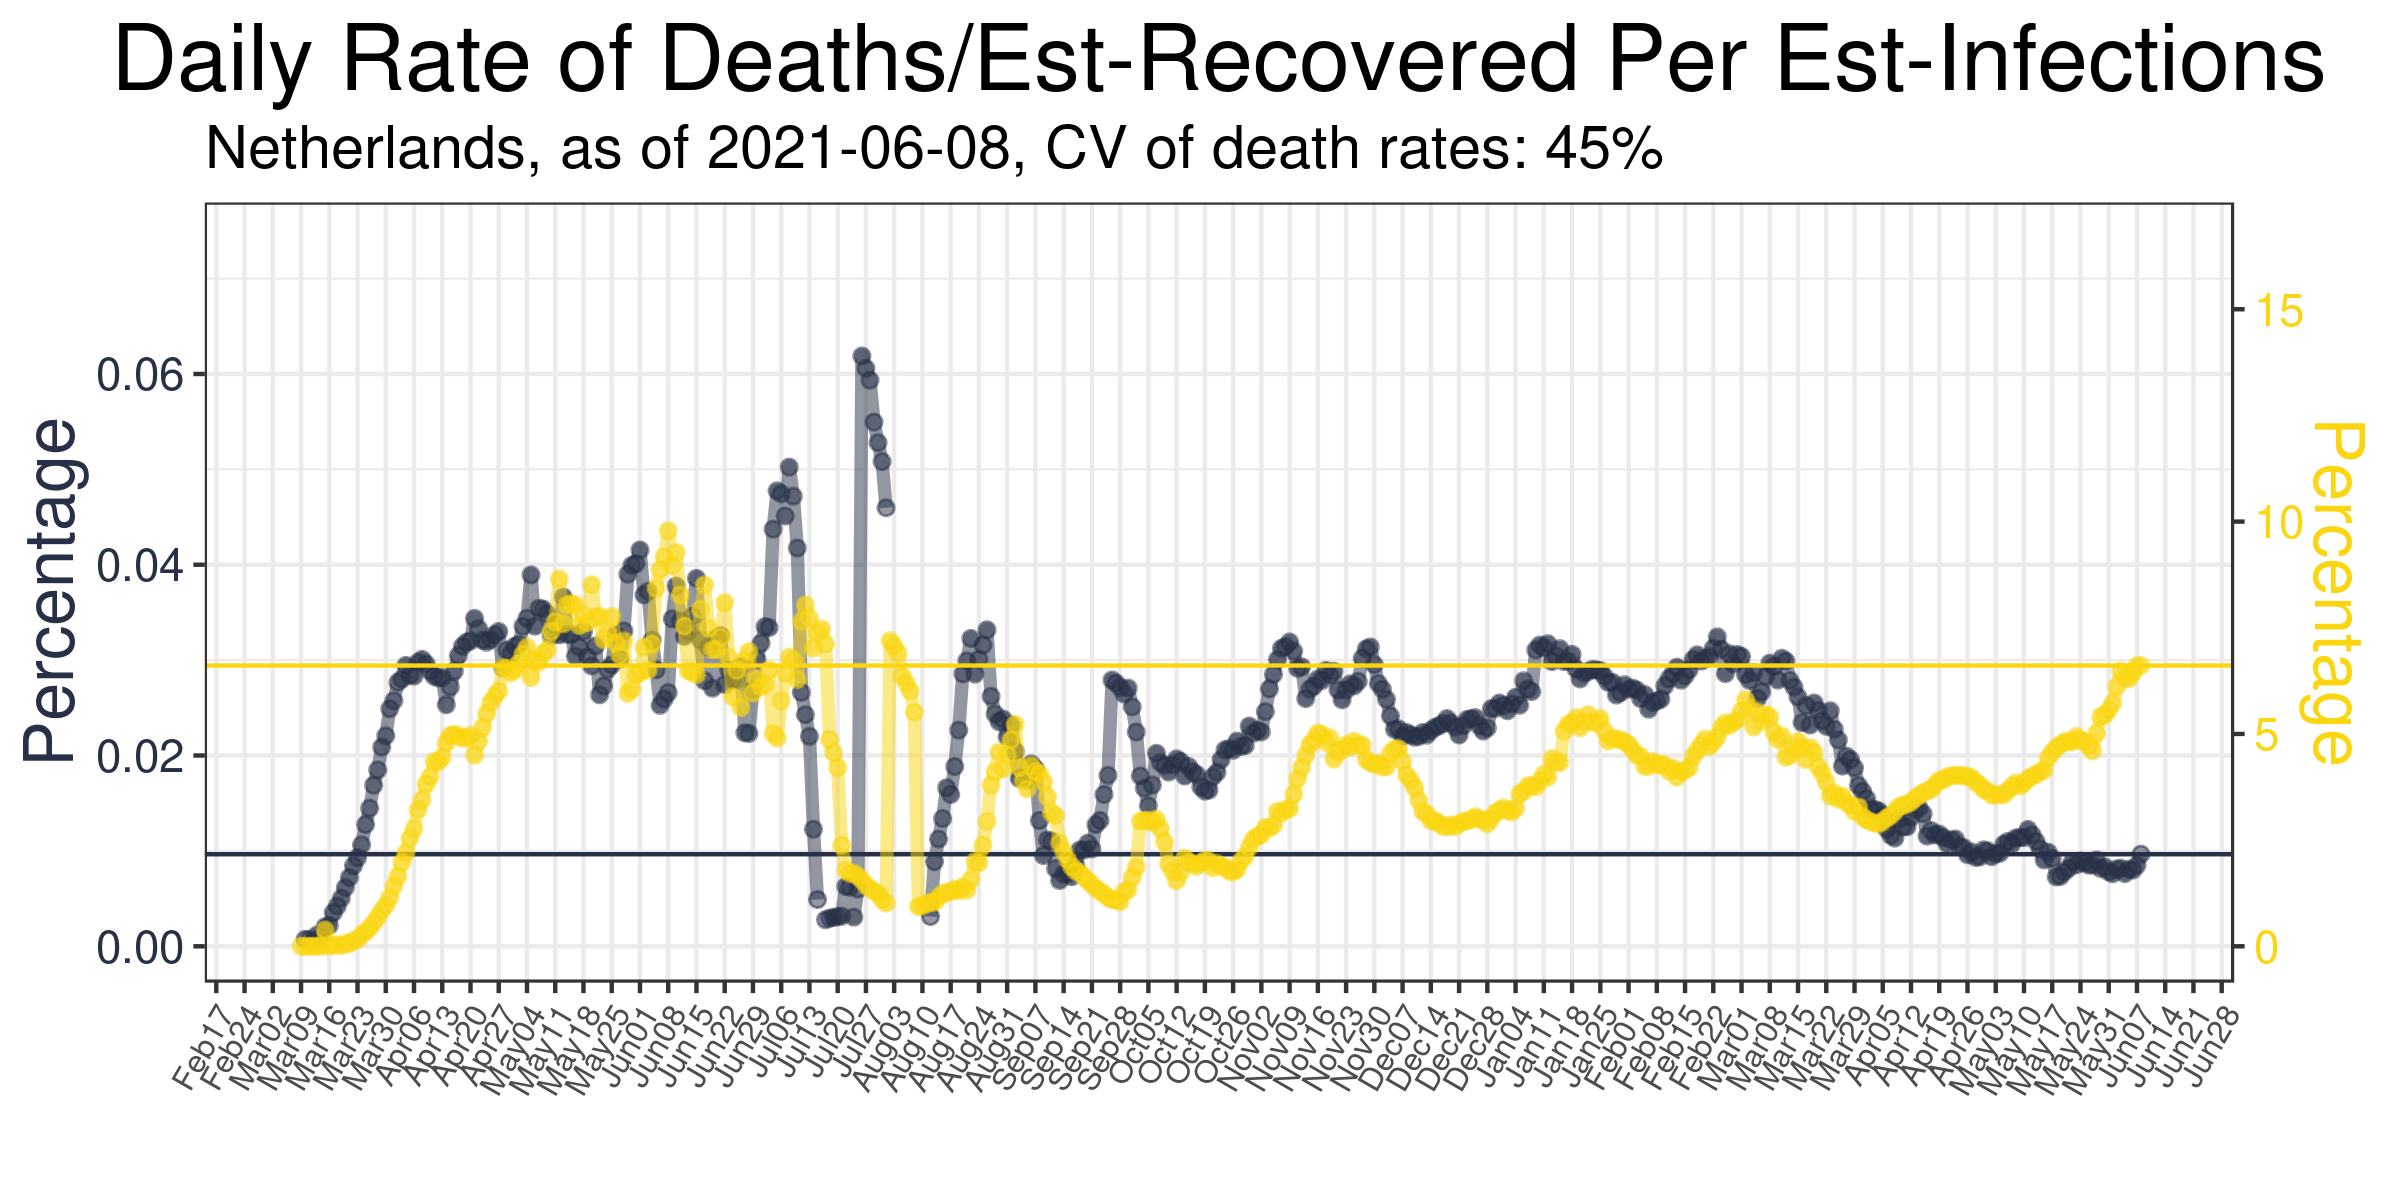 Daily Rate of Deaths/Est-Recovered Per Est-Infections
Netherlands, as of 2021-06-08, CV of death rates: 45%
Percentage
0.06
0.04
0.02
0.00
15
10
5
0
Percentage
Feb17
Feb24
Mar02
Mar09
Mar16
Mar23
Mar30
Apr06
Apr13
Apr20
Apr27
May04
May11
May18
May25
Jun01
Jun08
Jun15
Jun22
Jun29
Jul06
Jul13
Jul20
Jul27
Aug03
Aug10
Aug17
Aug24
Aug31
Sep07
Sep14
Sep21
Sep28
Oct05
Oct12
Oct19
Oct26
Nov02
Nov09
Nov16
Nov23
Nov30
Dec07
Dec14
Dec21
Dec28
Jan04
Jan11
Jan18
Jan25
Feb01
Feb08
Feb15
Feb22
Mar01
Mar08
Mar15
Mar22
Mar29
Apr05
Apr12
Apr19
Apr26
May03
May10
May17
May24
May31
Jun07
Jun14
Jun21
Jun28